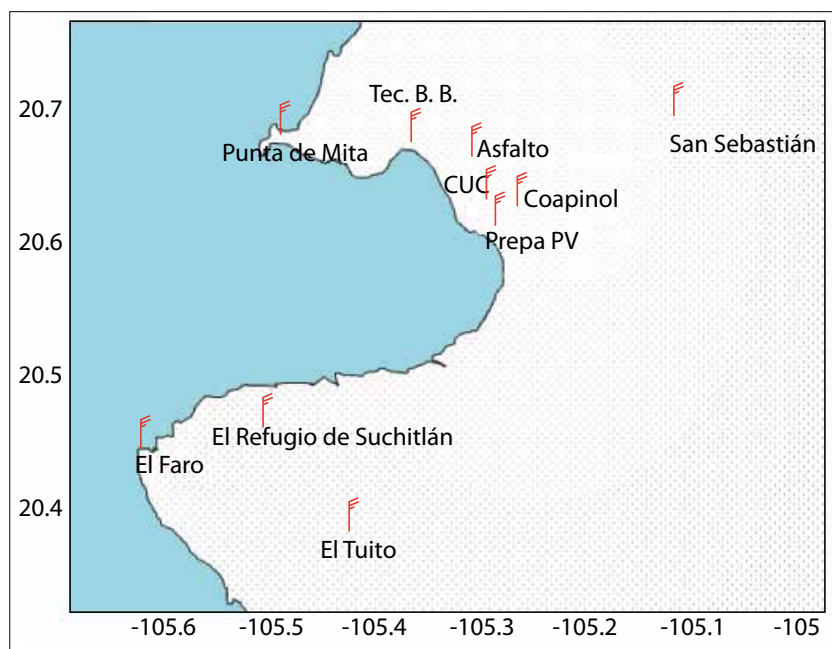 20.7
20.6
20.5
20.4
Tec. B. B.
Punta de Mita
Asfalto
San Sebastián
CUC
Coapinol
Prepa PV
El Refugio de Suchitlán
El Faro
El Tuito
-105.6 -105.5 -105.4 -105.3 -105.2 -105.1 -105